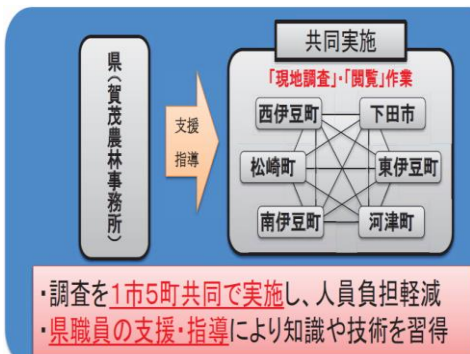 県(賀茂農林事務所)
支援
指導
共同実施
「現地調査」・「閲覧」作業
西伊豆町
下田市
松崎町
東伊豆町
南伊豆町
河津町
・調査を1市5町共同で実施し、人員負担軽減
・県職員の支援・指導により知識や技術を習得